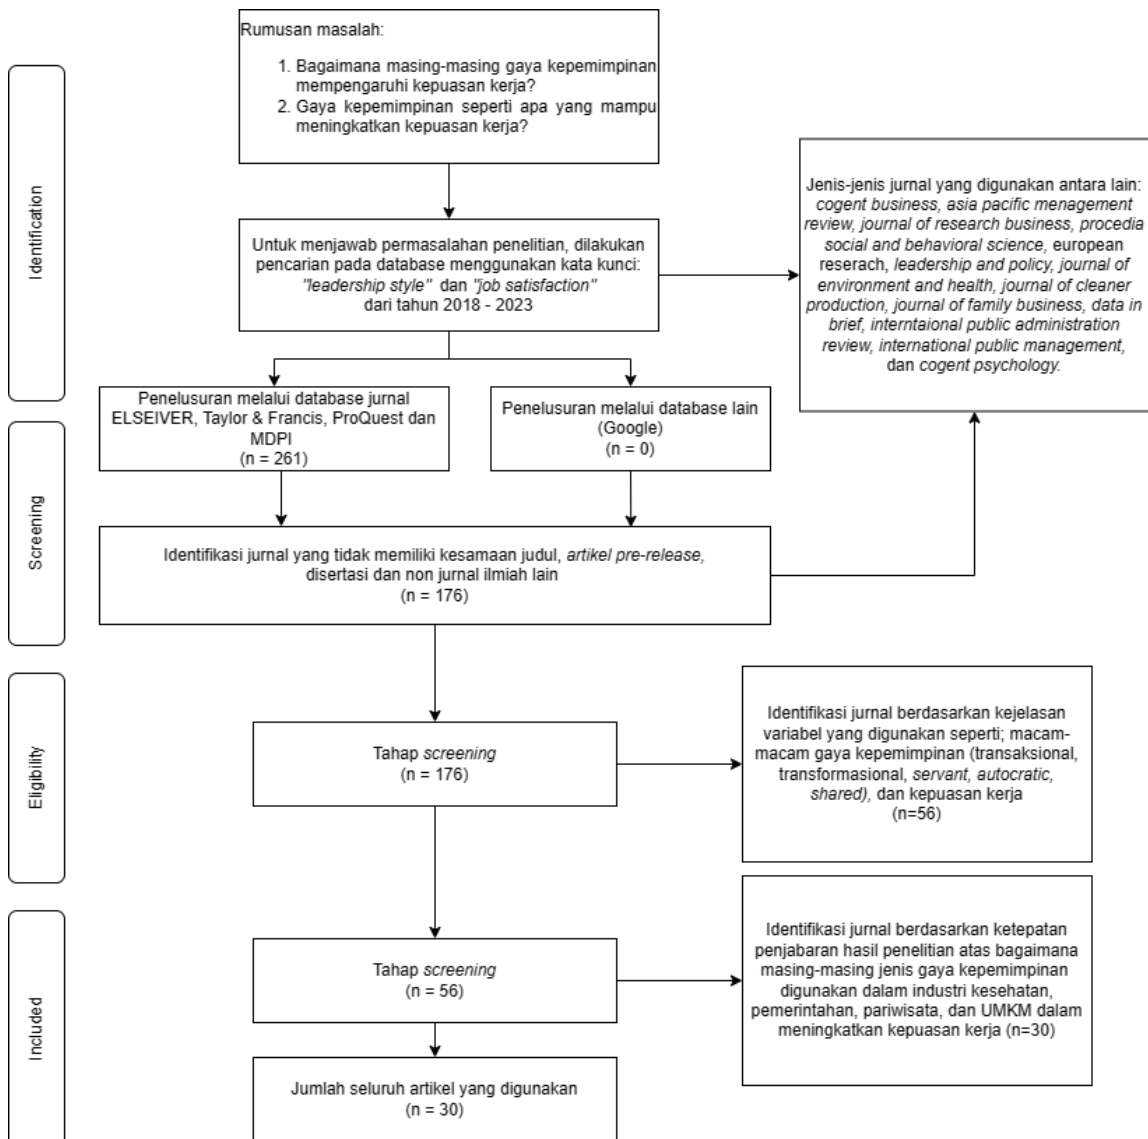 Rumusan masalah:
1. Bagaimana masing-masing gaya kepemimpinan
mempengaruhi kepuasan kerja?
2. Gaya kepemimpinan seperti apa yang mampu
meningkatkan kepuasan kerja?
Identification
Untuk menjawab permasalahan penelitian, dilakukan
pencarian pada database menggunakan kata kunci:
"leadership style" dan "job satisfaction"
dari tahun 2018 - 2023
Jenis-jenis jurnal yang digunakan antara lain:
cogent business, asia pacific menagement
review, journal of research business, procedia
social and behavioral science, european
reserach, leadership and policy, journal of
environment and health, journal of cleaner
production, journal of family business, data in
brief, interntaional public administration
review, international public management,
dan cogent psychology.
Penelusuran melalui database jurnal
ELSEIVER, Taylor & Francis, ProQuest dan
MDPI
(n = 261)
Penelusuran melalui database lain
(Google)
(n = 0)
Screening
Identifikasi jurnal yang tidak memiliki kesamaan judul, artikel pre-release,
disertasi dan non jurnal ilmiah lain
(n = 176)
Eligibility
Tahap screening
(n = 176)
Identifikasi jurnal berdasarkan kejelasan
variabel yang digunakan seperti; macam-
macam gaya kepemimpinan (transaksional,
transformasional, servant, autocratic,
shared), dan kepuasan kerja
(n=56)
Included
Tahap screening
(n = 56)
Identifikasi jurnal berdasarkan ketepatan
penjabaran hasil penelitian atas bagaimana
masing-masing jenis gaya kepemimpinan
digunakan dalam industri kesehatan,
pemerintahan, pariwisata, dan UMKM dalam
meningkatkan kepuasan kerja (n=30)
Jumlah seluruh artikel yang digunakan
(n = 30)